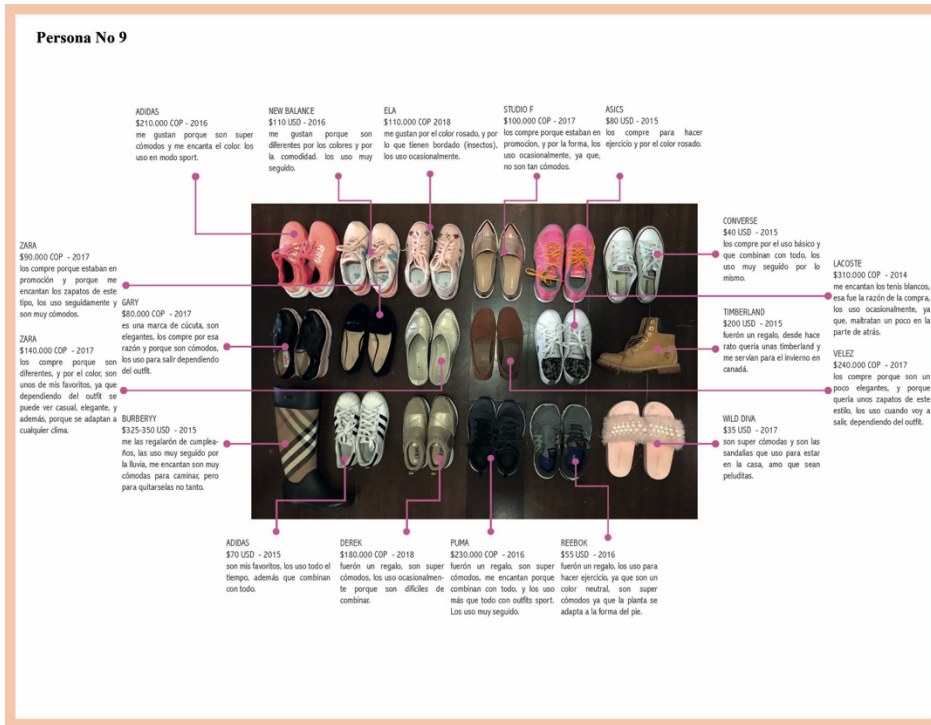 Persona No 9
ADIDAS
$210.000 COP - 2016
me gustan porque son super
cómodos y me encanta el color. los
uso en modo sport.
NEW BALANCE
$110 USD - 2016
me gustan porque son
diferentes por los colores y por
la comodidad. los uso muy
seguido.
ELA
$110.000 COP 2018
me gustan por el color rosado, y por
lo que tienen bordado (insectos),
los uso ocasionalmente.
STUDIO F
$100.000 COP - 2017
los compre porque estaban en
promocion, y por la forma, los
uso ocasionalmente, ya que,
no son tan cómodos.
ASICS
$80 USD - 2015
los compre para hacer
ejercicio y por el color rosado.
ZARA
$90.000 COP - 2017
los compre porque estaban en
promoción y porque me
encantan los zapatos de este
tipo, los uso seguidamente y
son muy cómodos.
GARY
$80.000 COP - 2017
es una marca de cúcuta, son
elegantes, los compre por esa
razón y porque son cómodos,
los uso para salir dependiendo
del outfit.
ZARA
$140.000 COP - 2017
los compre porque son
diferentes, y por el color, son
unos de mis favoritos, ya que
dependiendo del outfit se
puede ver casual, elegante, y
además, porque se adaptan a
cualquier clima.
BURBERYY
$325-350 USD - 2015
me las regalarón de cumplea-
ños, las uso muy seguido por
la lluvia, me encantan son muy
cómodas para caminar, pero
para quitarselas no tanto.
CONVERSE
$40 USD - 2015
los compre por el uso básico y
que combinan con todo, los
uso muy seguido por lo
mismo.
LACOSTE
$310.000 COP - 2014
me encantan los tenis blancos,
esa fue la razón de la compra,
los uso ocasionalmente, ya
que, maltratan un poco en la
parte de atrás.
TIMBERLAND
$200 USD - 2015
fuerón un regalo, desde hace
rato quería unas timberland y
me servían para el invierno en
canadá.
VELEZ
$240.000 COP - 2017
los compre porque son un
poco elegantes, y porque
quería unos zapatos de este
estilo, los uso cuando voy a
salir, dependiendo del outfit.
WILD DIVA
$35 USD - 2017
son super cómodas y son las
sandalias que uso para estar
en la casa, amo que sean
peluditas.
ADIDAS
$70 USD - 2015
son mis favoritos, los uso todo el
tiempo, además que combinan
con todo.
DEREK
$180.000 COP - 2018
fuerón un regalo, son super
cómodos, los uso ocasionalmen-
te porque son difíciles de
combinar.
PUMA
$230.000 COP - 2016
fuerón un regalo, son super
cómodos, me encantan porque
combinan con todo, y los uso
más que todo con outfits sport.
Los uso muy seguido.
REEBOK
$55 USD - 2016
fuerón un regalo, los uso para
hacer ejercicio, ya que son un
color neutral, son super
cómodos ya que la planta se
adapta a la forma del pie.